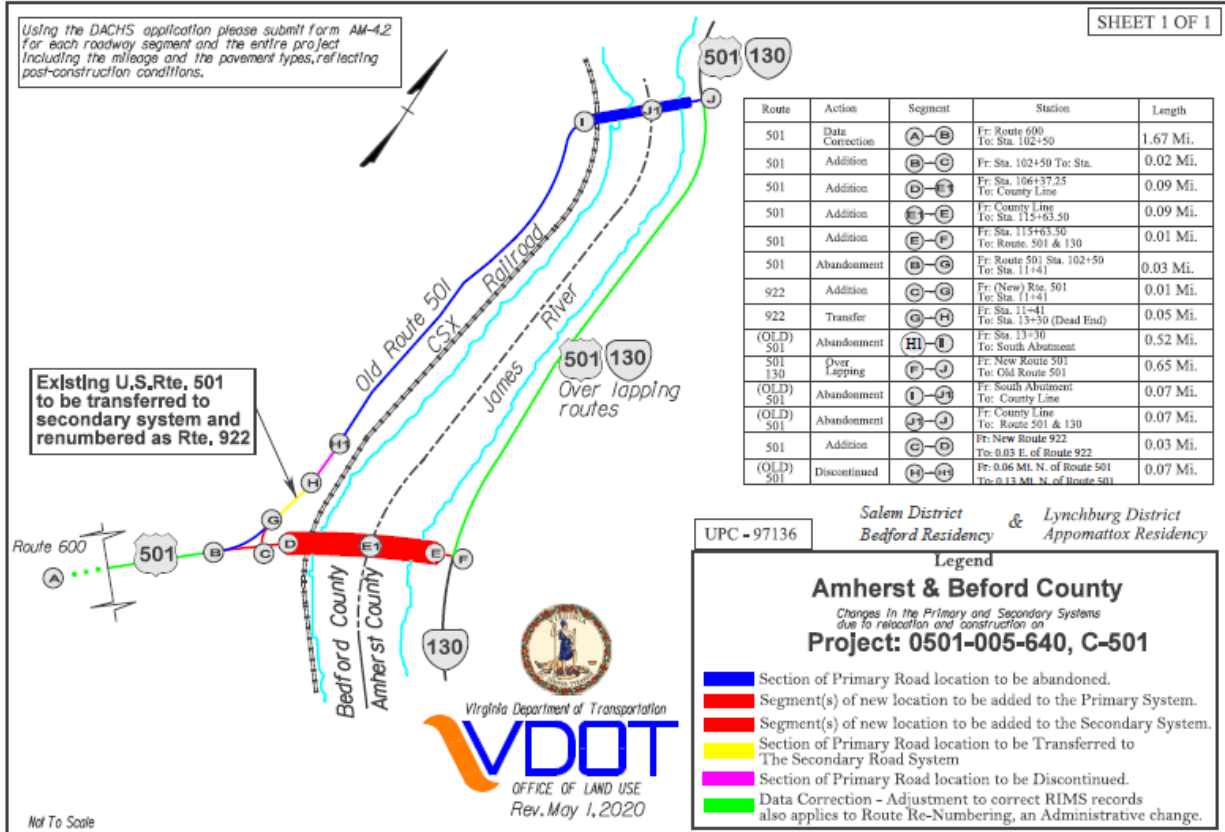 Using the DACHS application please submit form AM-4.2
for each roadway segment and the entire project
including the mileage and the pavement types, reflecting
post-construction conditions.
SHEET 1 OF 1
501 130
I
J1
J
Route Action Segment Station Length
501 Data Correction A-B Fr: Route 600 To: Sta. 102+50 1.67 Mi.
501 Addition B-C Fr: Sta. 102+50 To: Sta. 0.02 Mi.
501 Addition D-E1 Fr: Sta. 106+37.25 To: County Line 0.09 Mi.
501 Addition E1-E Fr: County Line To: Sta. 115+63.50 0.09 Mi.
501 Addition E-F Fr: Sta. 115+63.50 To: Route. 501 & 130 0.01 Mi.
501 Abandonment B-G Fr: Route 501 Sta. 102+50 To: Sta. 11+41 0.03 Mi.
922 Addition C-G Fr: (New) Rte. 501 To: Sta. 11+41 0.01 Mi.
922 Transfer G-H Fr: Sta. 11+41 To: Sta. 13+30 (Dead End) 0.05 Mi.
(OLD) 501 Abandonment H1-I Fr: Sta. 13+30 To: South Abutment 0.52 Mi.
501 130 Over Lapping F-J Fr: New Route 501 To: Old Route 501 0.65 Mi.
(OLD) 501 Abandonment I-J1 Fr: South Abutment To: County Line 0.07 Mi.
(OLD) 501 Abandonment J1-J Fr: County Line To: Route 501 & 130 0.07 Mi.
501 Addition C-D Fr: New Route 922 To: 0.03 E. of Route 922 0.03 Mi.
(OLD) 501 Discontinued H-H1 Fr: 0.06 Mi. N. of Route 501 To: 0.13 Mi. N. of Route 501 0.07 Mi.
Old Route 501
CSX Railroad
James River
501 130
Over lapping
routes
Existing U.S.Rte. 501
to be transferred to
secondary system and
renumbered as Rte. 922
H1
H
G
Route 600
A
501
B
C
D
E1
E
F
Bedford County
Amherst County
130
UPC - 97136
Salem District & Lynchburg District
Bedford Residency Appomattox Residency
Legend
Amherst & Beford County
Changes in the Primary and Secondary Systems
due to relocation and construction on
Project: 0501-005-640, C-501
Section of Primary Road location to be abandoned.
Segment(s) of new location to be added to the Primary System.
Segment(s) of new location to be added to the Secondary System.
Section of Primary Road location to be Transferred to
The Secondary Road System
Section of Primary Road location to be Discontinued.
Data Correction - Adjustment to correct RIMS records
also applies to Route Re-Numbering, an Administrative change.
VIRGINIA
Virginia Department of Transportation
VDOT
OFFICE OF LAND USE
Rev. May 1, 2020
Not To Scale